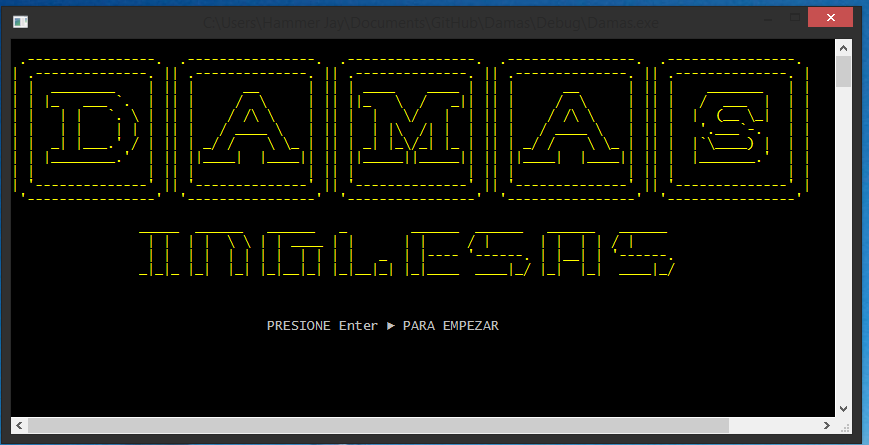 C:\Users\Hammer Jay\Documents\GitHub\Damas\Debug\Damas.exe
DAMAS
INGLESAS
PRESIONE Enter ► PARA EMPEZAR